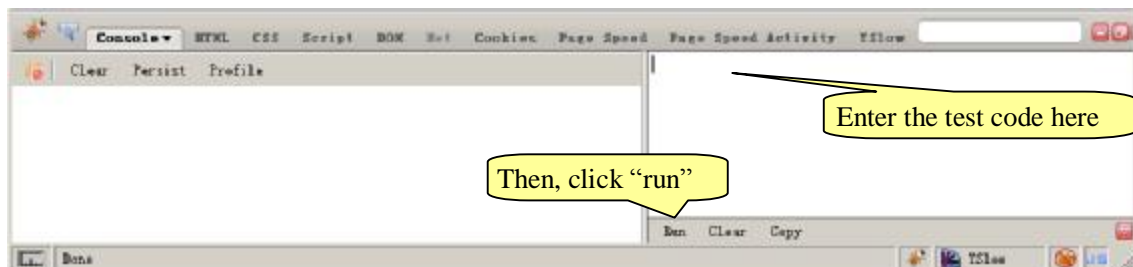 Console HTML CSS Script DOM Net Cookies Page Speed Page Speed Activity YSlow
Clear Persist Profile
Enter the test code here
Then, click “run”
Run Clear Copy
Done YSlow